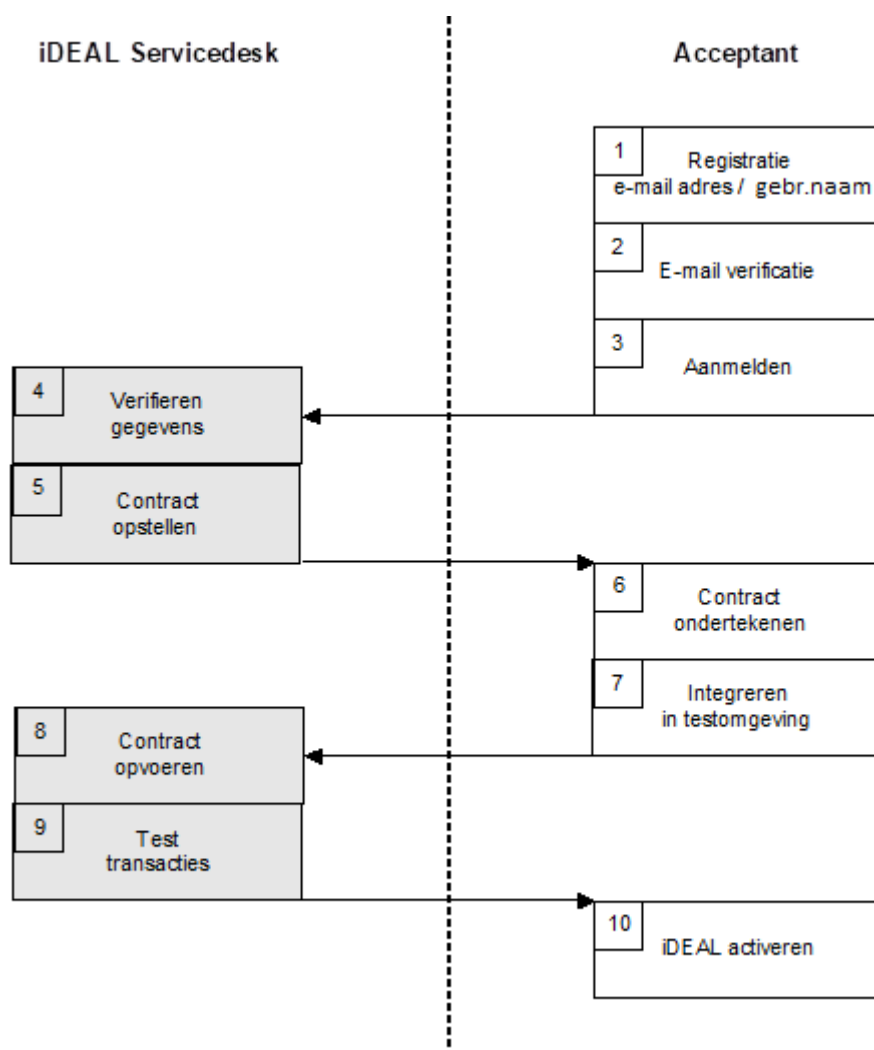 iDEAL Servicedesk
Acceptant
1
Registratie
e-mail adres / gebr.naam
2
E-mail verificatie
3
Aanmelden
4
Verifieren
gegevens
5
Contract
opstellen
6
Contract
ondertekenen
7
Integreren
in testomgeving
8
Contract
opvoeren
9
Test
transacties
10
iDEAL activeren